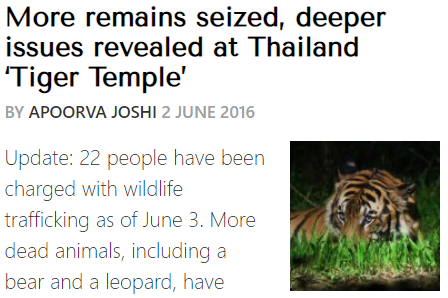 More remains seized, deeper
issues revealed at Thailand
‘Tiger Temple’
BY APOORVA JOSHI 2 JUNE 2016
Update: 22 people have been
charged with wildlife
trafficking as of June 3. More
dead animals, including a
bear and a leopard, have